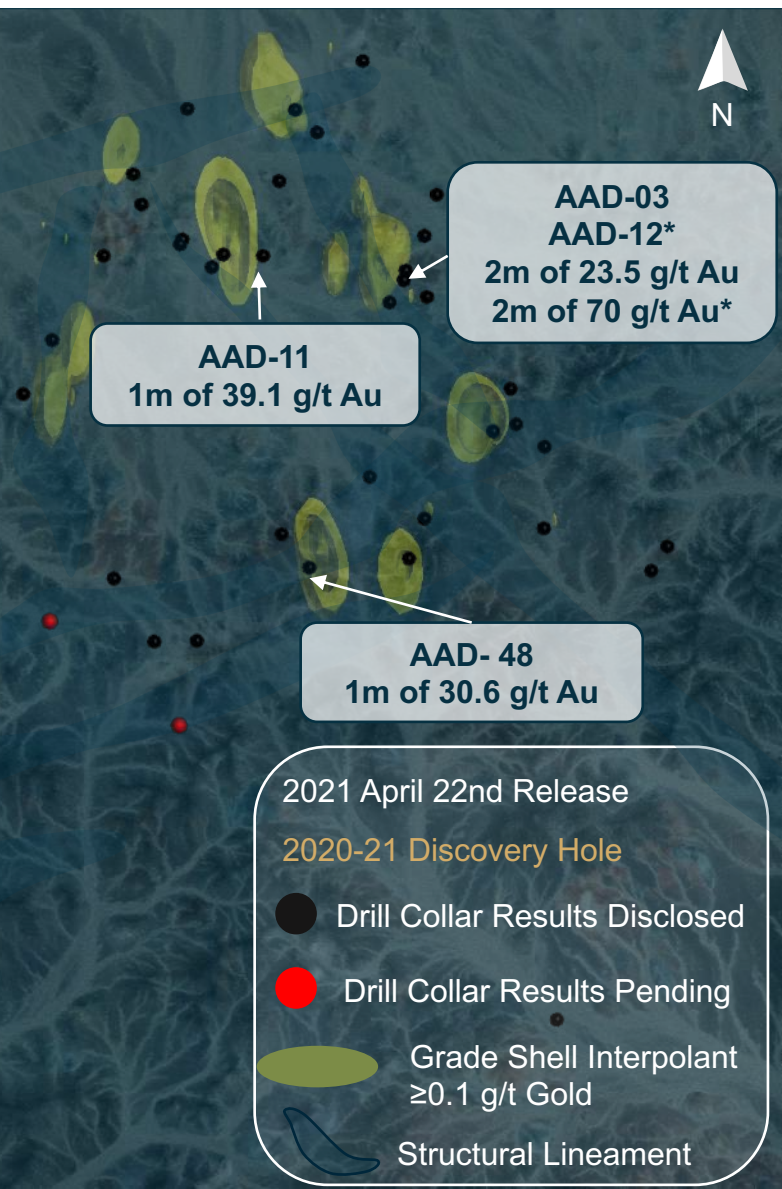 N
AAD-03
AAD-12*
2m of 23.5 g/t Au
2m of 70 g/t Au*
AAD-11
1m of 39.1 g/t Au
AAD- 48
1m of 30.6 g/t Au
2021 April 22nd Release
2020-21 Discovery Hole
Drill Collar Results Disclosed
Drill Collar Results Pending
Grade Shell Interpolant
≥0.1 g/t Gold
Structural Lineament